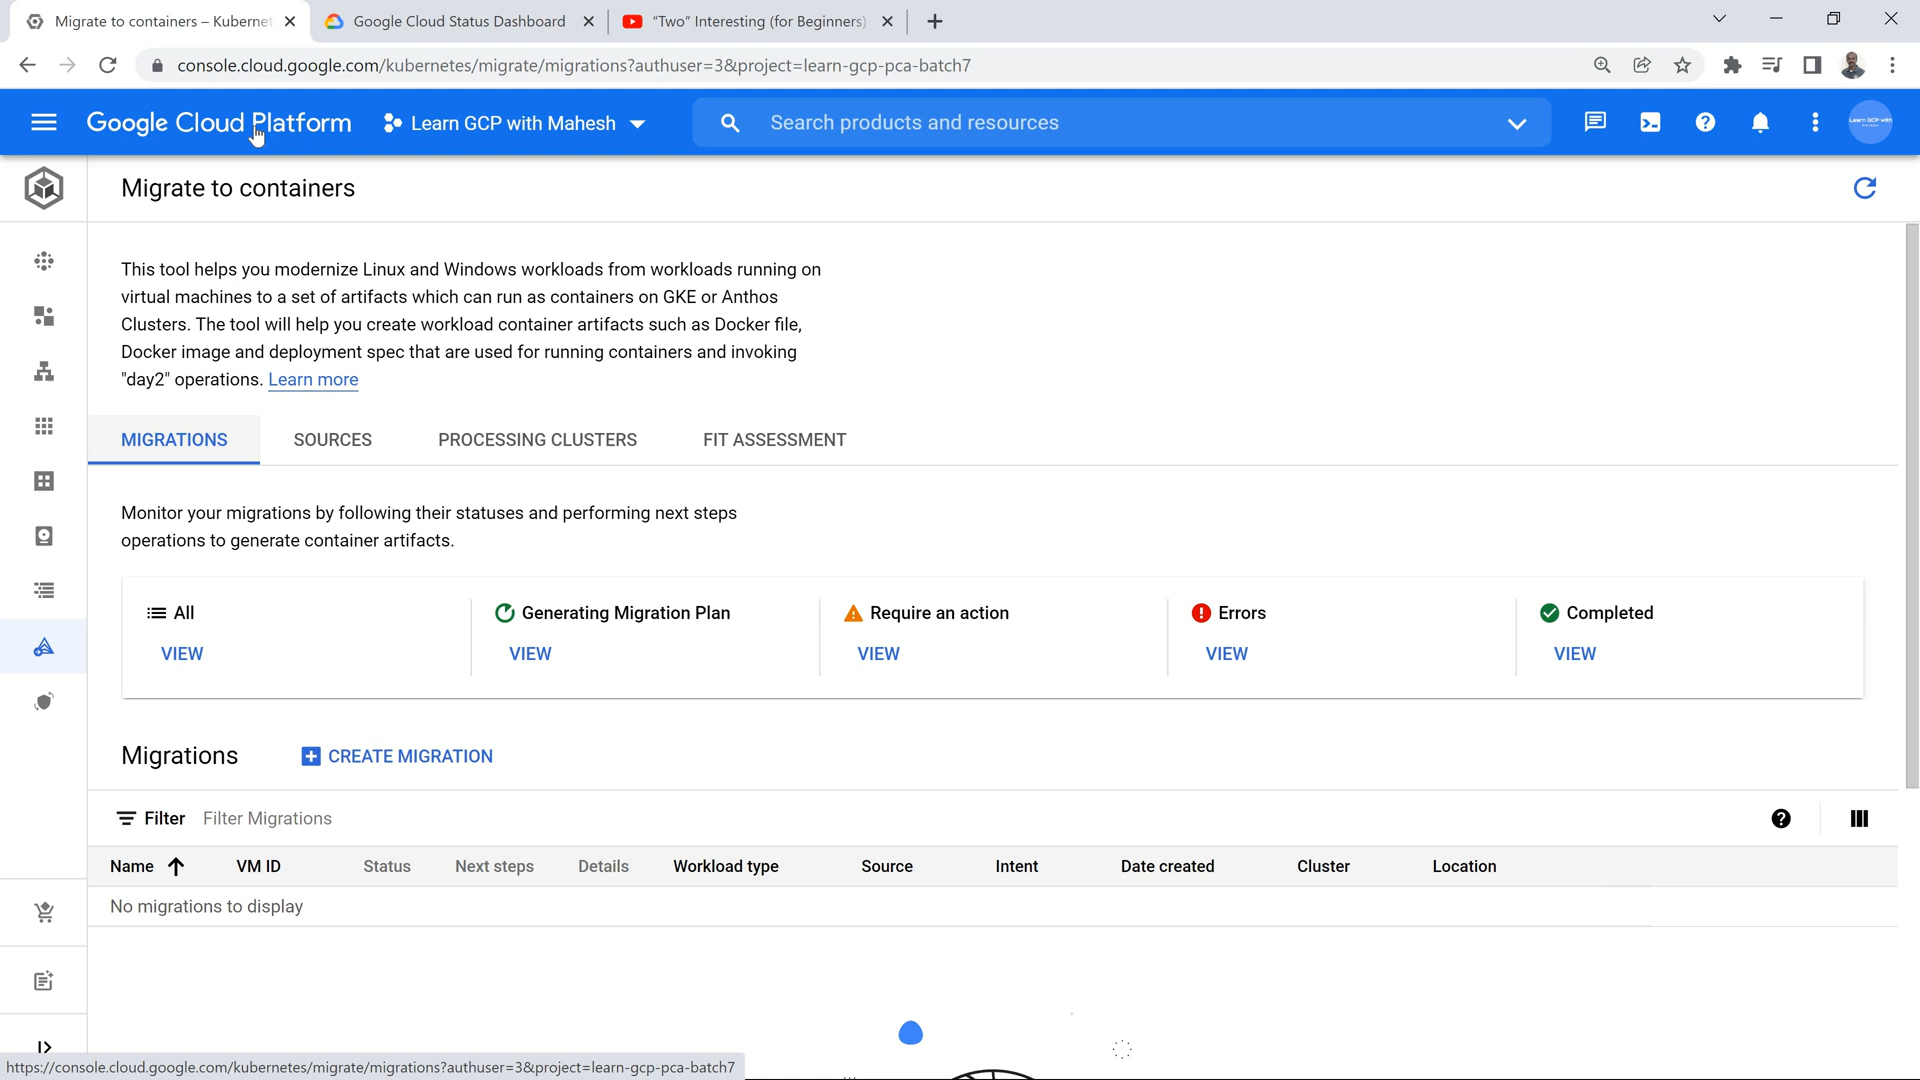 Migrate to containers – Kubernet
Google Cloud Status Dashboard
“Two” Interesting (for Beginners)
console.cloud.google.com/kubernetes/migrate/migrations?authuser=3&project=learn-gcp-pca-batch7
Google Cloud Platform
Learn GCP with Mahesh
Search products and resources
Migrate to containers
This tool helps you modernize Linux and Windows workloads from workloads running on
virtual machines to a set of artifacts which can run as containers on GKE or Anthos
Clusters. The tool will help you create workload container artifacts such as Docker file,
Docker image and deployment spec that are used for running containers and invoking
"day2" operations. Learn more
MIGRATIONS
SOURCES
PROCESSING CLUSTERS
FIT ASSESSMENT
Monitor your migrations by following their statuses and performing next steps
operations to generate container artifacts.
All
Generating Migration Plan
Require an action
Errors
Completed
VIEW
VIEW
VIEW
VIEW
VIEW
Migrations
CREATE MIGRATION
Filter
Filter Migrations
Name
VM ID
Status
Next steps
Details
Workload type
Source
Intent
Date created
Cluster
Location
No migrations to display
https://console.cloud.google.com/kubernetes/migrate/migrations?authuser=3&project=learn-gcp-pca-batch7